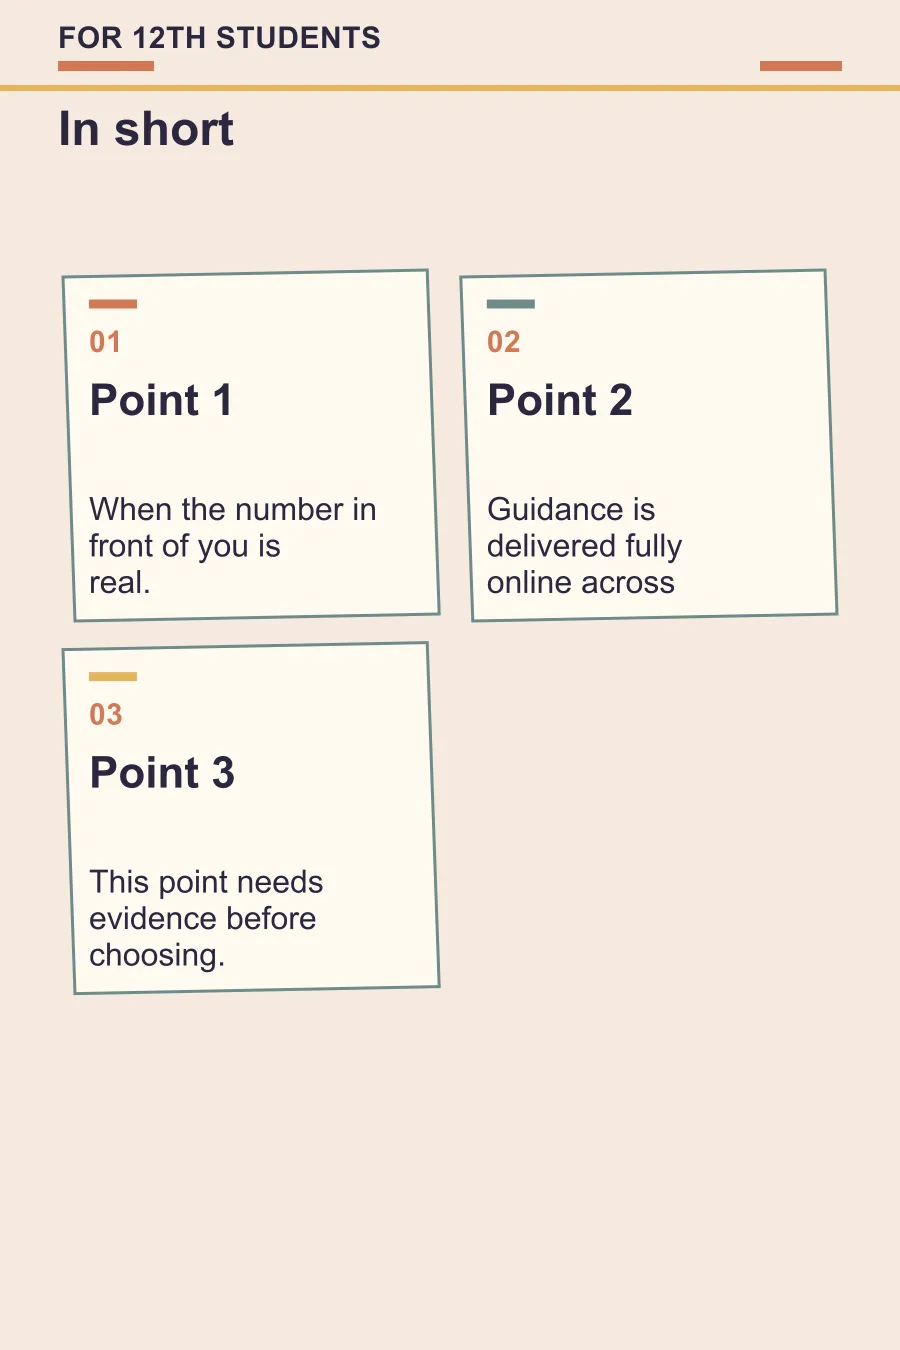 FOR 12TH STUDENTS
In short
01
Point 1
When the number in
front of you is
real.
02
Point 2
Guidance is
delivered fully
online across
03
Point 3
This point needs
evidence before
choosing.